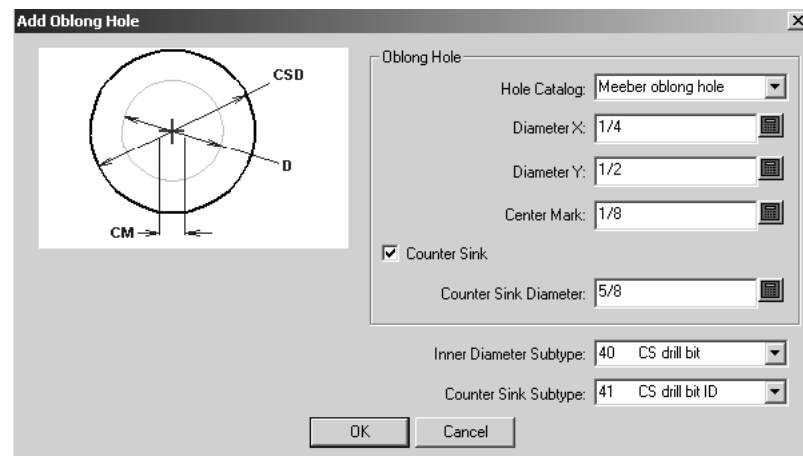 Add Oblong Hole
CSD
D
CM
Oblong Hole
Hole Catalog: Meeber oblong hole
Diameter X: 1/4
Diameter Y: 1/2
Center Mark: 1/8
Counter Sink
Counter Sink Diameter: 5/8
Inner Diameter Subtype: 40 CS drill bit
Counter Sink Subtype: 41 CS drill bit ID
OK Cancel